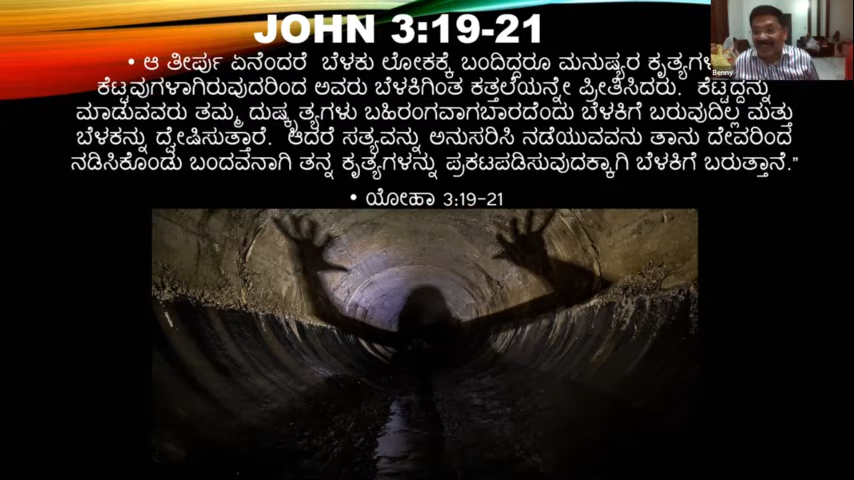 JOHN 3:19-21
• ಆ ತೀರ್ಪು ಏನೆಂದರೆ ಬೆಳಕು ಲೋಕಕ್ಕೆ ಬಂದಿದ್ದರೂ ಮನುಷ್ಯರ
ಕೆಟ್ಟವುಗಳಾಗಿರುವುದರಿಂದ ಅವರು ಬೆಳಕಿಗಿಂತ ಕತ್ತಲೆಯನ್ನೇ ಪ್ರೀತಿಸಿದರು. ಕೆಟ್ಟದ್ದನ್ನು
ಮಾಡುವವರು ತಮ್ಮ ದುಷ್ಕೃತ್ಯಗಳು ಬಹಿರಂಗವಾಗಬಾರದೆಂದು ಬೆಳಕಿಗೆ ಬರುವುದಿಲ್ಲ ಮತ್ತು
ಬೆಳಕನ್ನು ದ್ವೇಷಿಸುತ್ತಾರೆ. ಆದರೆ ಸತ್ಯವನ್ನು ಅನುಸರಿಸಿ ನಡೆಯುವವನು ತಾನು ದೇವರಿಂದ
ನಡಿಸಿಕೊಂಡು ಬಂದವನಾಗಿ ತನ್ನ ಕೃತ್ಯಗಳನ್ನು ಪ್ರಕಟಪಡಿಸುವುದಕ್ಕಾಗಿ ಬೆಳಕಿಗೆ ಬರುತ್ತಾನೆ.”
• ಯೋಹಾ 3:19-21
Benny